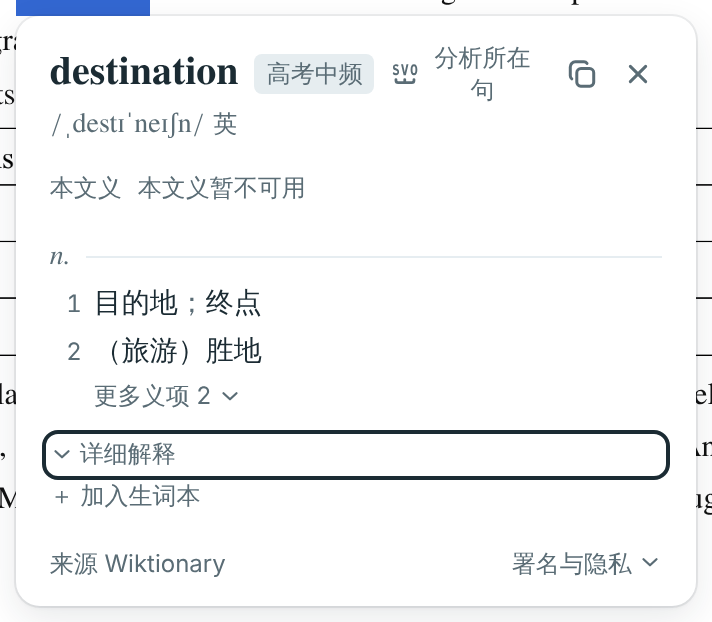 destination 高考中频 SVO 分析所在句
/ˌdestɪˈneɪʃn/ 英
本文义 本文义暂不可用
n.
1 目的地；终点
2 （旅游）胜地
更多义项 2
详细解释
+ 加入生词本
来源 Wiktionary 署名与隐私